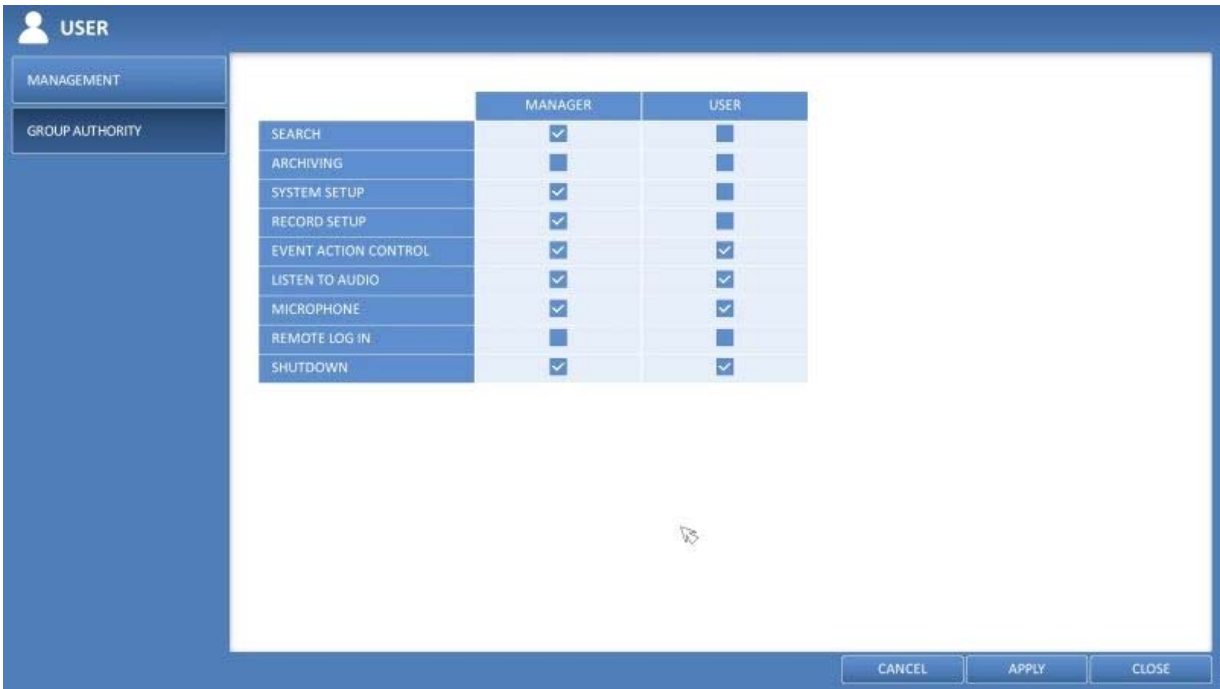 USER
MANAGEMENT
GROUP AUTHORITY
MANAGER USER
SEARCH
ARCHIVING
SYSTEM SETUP
RECORD SETUP
EVENT ACTION CONTROL
LISTEN TO AUDIO
MICROPHONE
REMOTE LOG IN
SHUTDOWN
CANCEL APPLY CLOSE